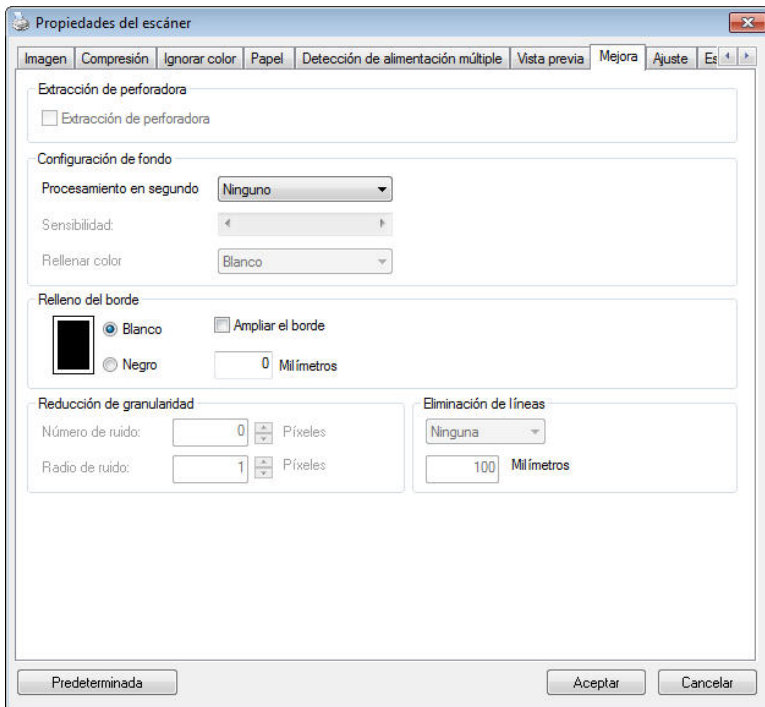 Propiedades del escáner
Imagen Compresión Ignorar color Papel Detección de alimentación múltiple Vista previa Mejora Ajuste Es
Extracción de perforadora
Extracción de perforadora
Configuración de fondo
Procesamiento en segundo Ninguno
Sensibilidad:
Rellenar color Blanco
Relleno del borde
Blanco Ampliar el borde
Negro 0 Milímetros
Reducción de granularidad Eliminación de líneas
Número de ruido: 0 Píxeles Ninguna
Radio de ruido: 1 Píxeles 100 Milímetros
Predeterminada Aceptar Cancelar